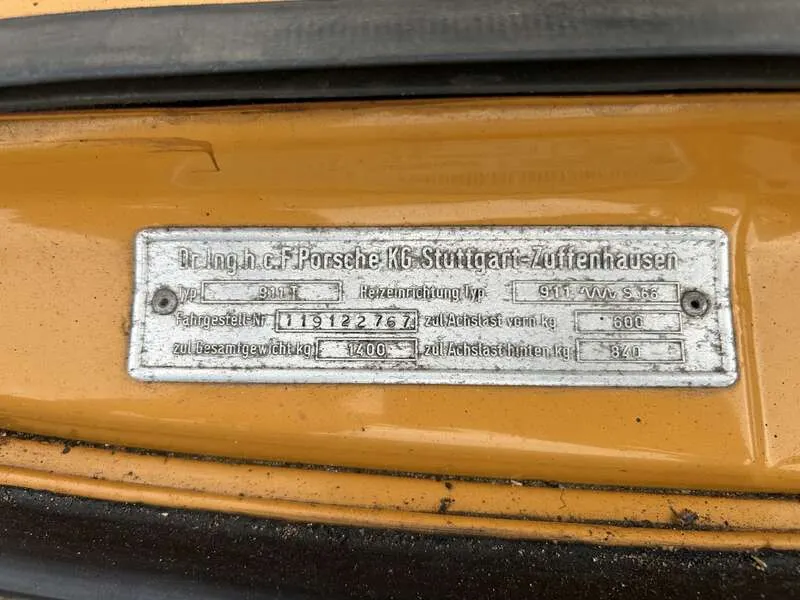 Dr. Ing. h. c. F. Porsche KG Stuttgart-Zuffenhausen
Typ 911 T Heizeinrichtung Typ 911 S 68
Fahrgestell-Nr 119122767 zul. Achslast vorn kg 600
zul. Gesamtgewicht kg 1400 zul. Achslast hinten kg 840